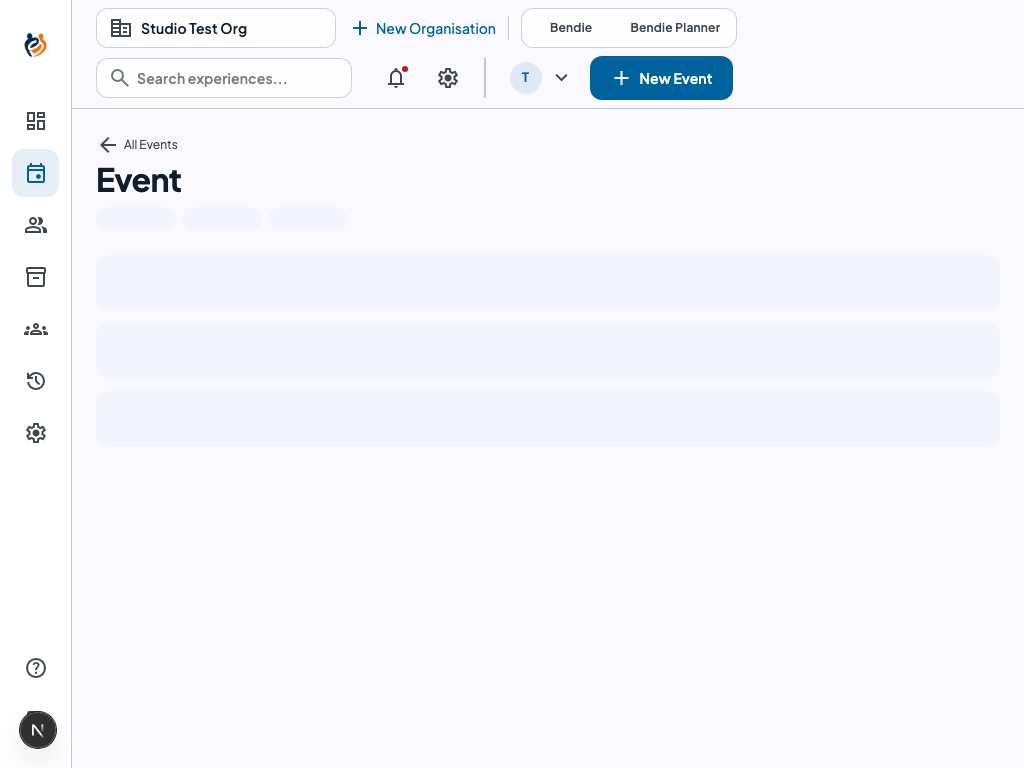 Studio Test Org
New Organisation
Bendie
Bendie Planner
Search experiences...
T
New Event
All Events
Event
N